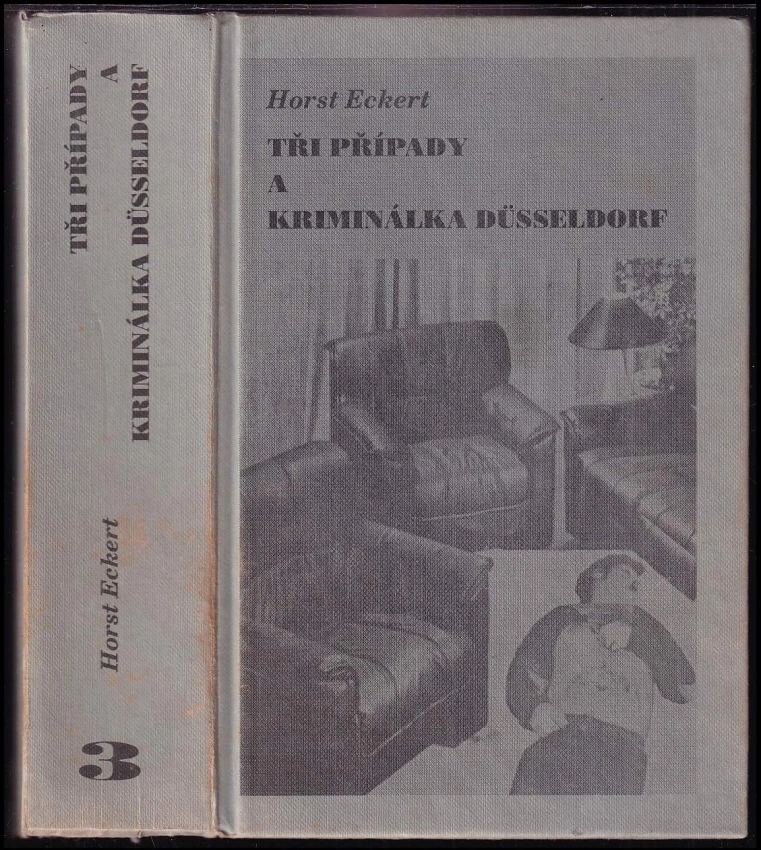 TŘI PŘÍPADY
A
KRIMINÁLKA DÜSSELDORF
Horst Eckert
3
Horst Eckert
TŘI PŘÍPADY
A
KRIMINÁLKA DÜSSELDORF